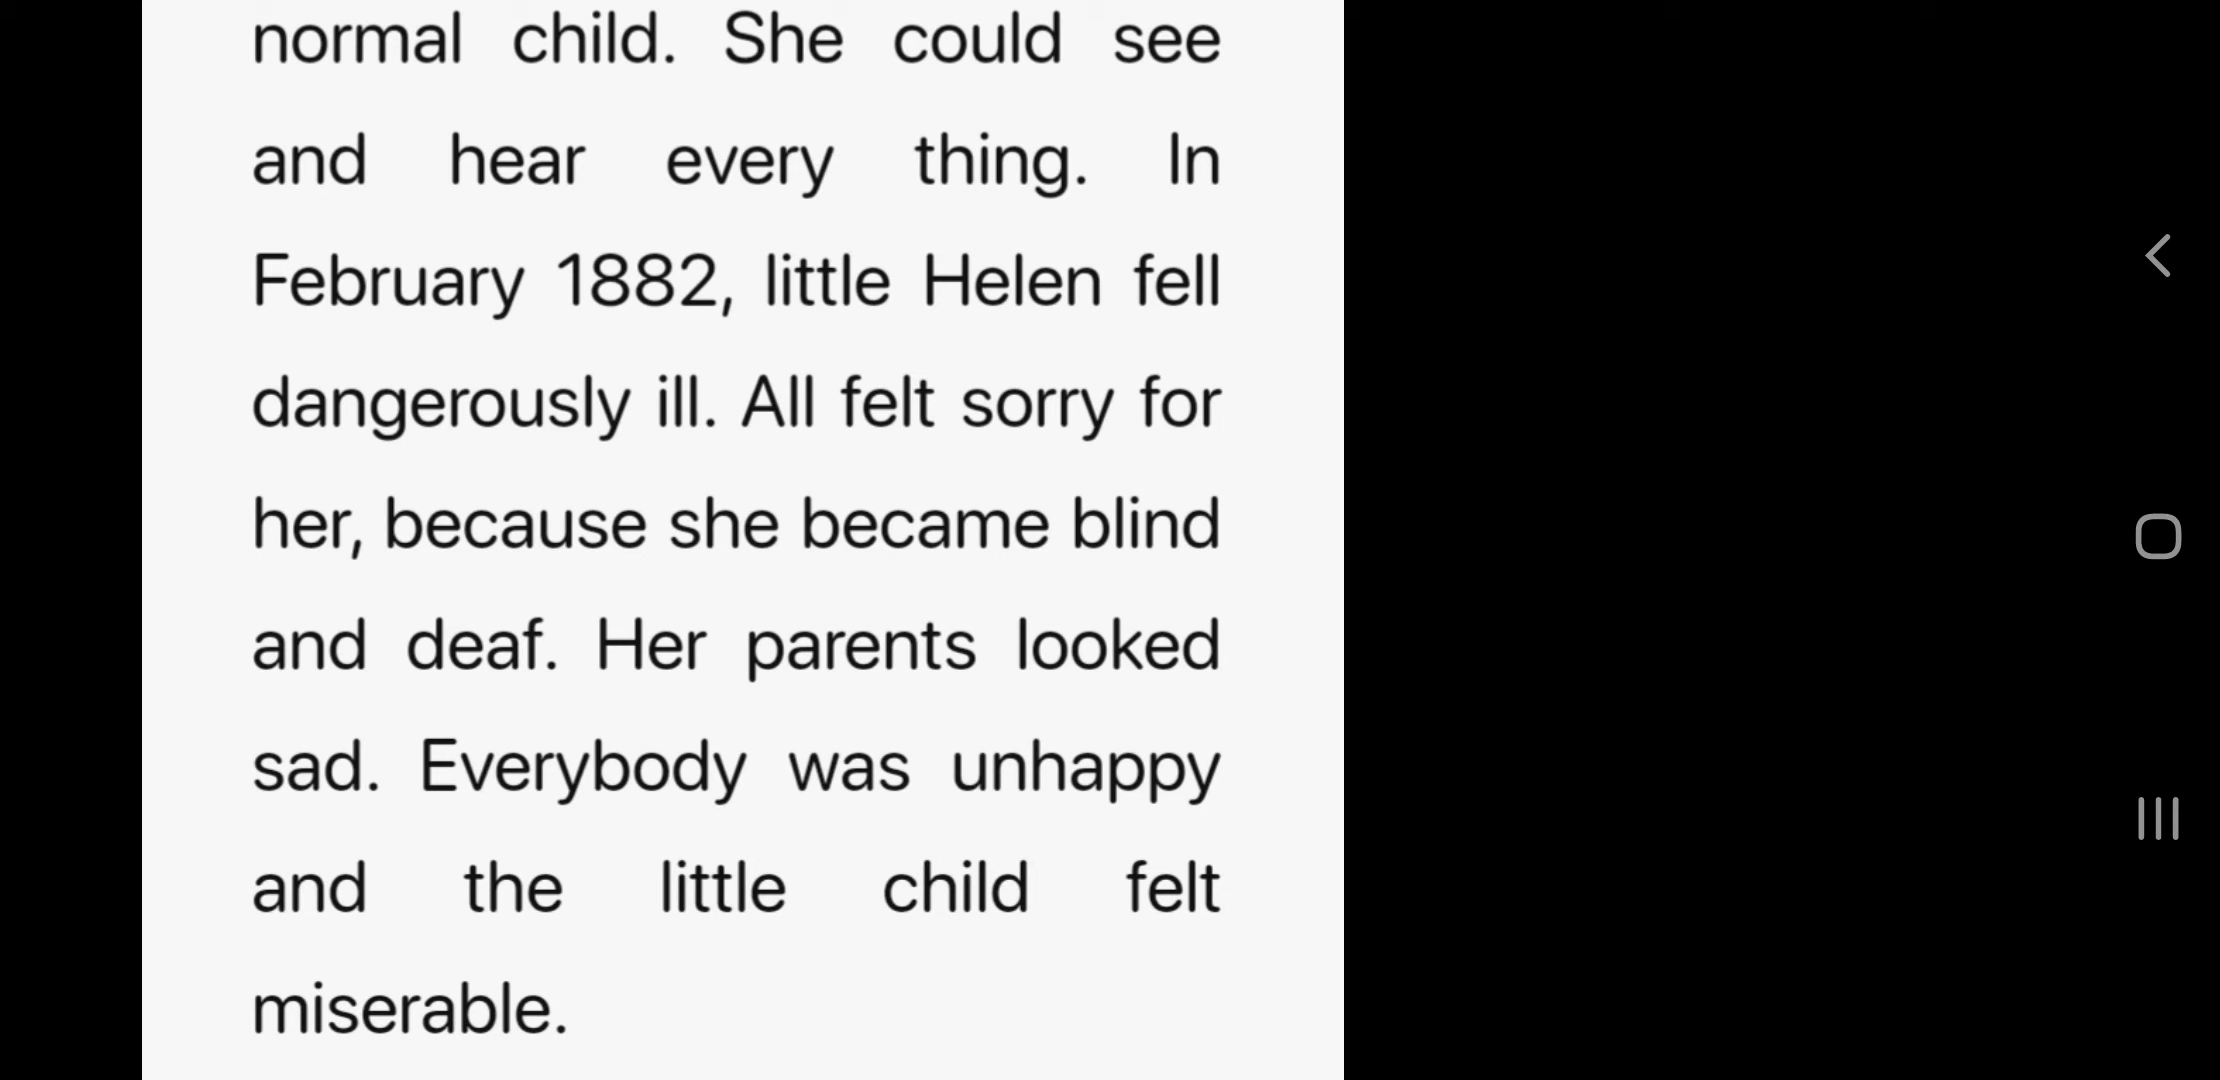 normal child. She could see
and hear every thing. In
February 1882, little Helen fell
dangerously ill. All felt sorry for
her, because she became blind
and deaf. Her parents looked
sad. Everybody was unhappy
and the little child felt
miserable.